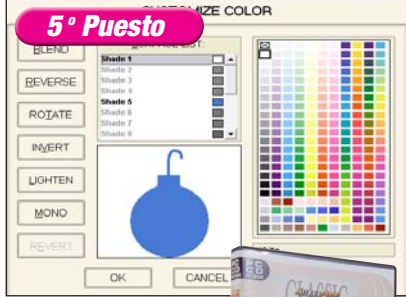 CUSTOMIZE COLOR
5º Puesto
BLEND
REVERSE
ROTATE
INVERT
LIGHTEN
MONO
REVERT
Shade 1
Shade 2
Shade 3
Shade 4
Shade 5
Shade 6
Shade 7
Shade 8
OK
CANCEL
CLASSIC